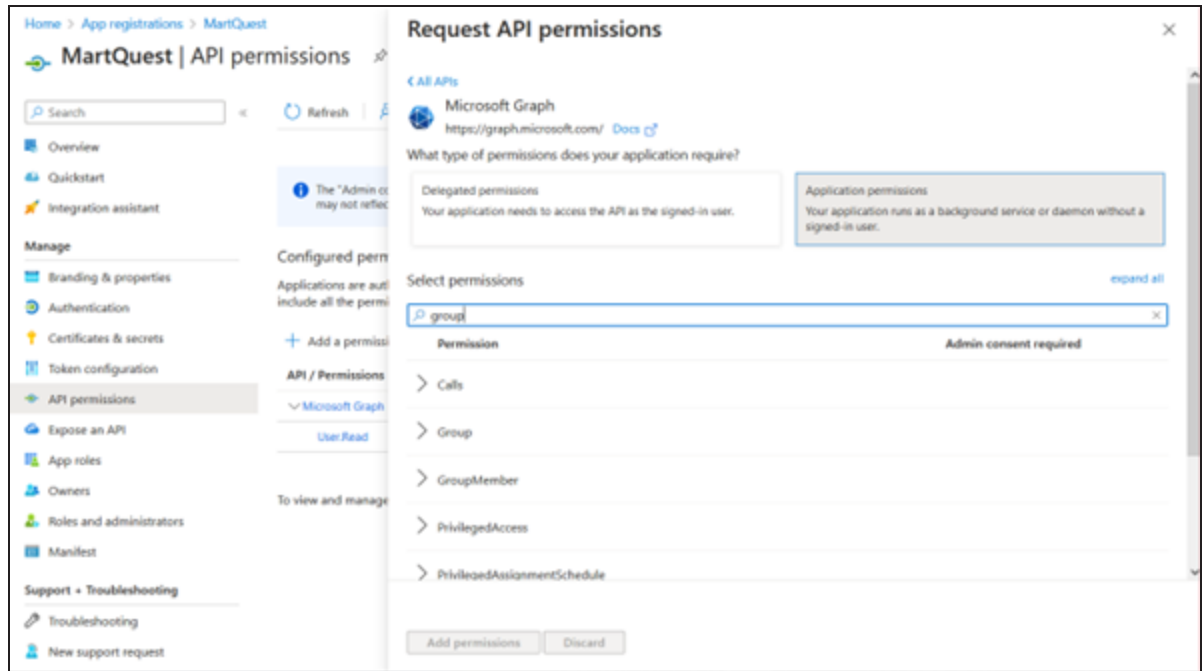 Home > App registrations > MartQuest
MartQuest | API permissions
Search
Refresh
Overview
Quickstart
Integration assistant
Manage
Branding & properties
Authentication
Certificates & secrets
Token configuration
API permissions
Expose an API
App roles
Owners
Roles and administrators
Manifest
Support + Troubleshooting
Troubleshooting
New support request
The "Admin co
may not reflec
Configured perm
Applications are aut
include all the permi
Add a permissi
API / Permissions
Microsoft Graph
User.Read
To view and manage
Request API permissions
All APIs
Microsoft Graph
https://graph.microsoft.com/ Docs
What type of permissions does your application require?
Delegated permissions
Your application needs to access the API as the signed-in user.
Application permissions
Your application runs as a background service or daemon without a
signed-in user.
Select permissions
expand all
group
Permission Admin consent required
Calls
Group
GroupMember
PrivilegedAccess
PrivilegedAssignmentSchedule
Add permissions Discard